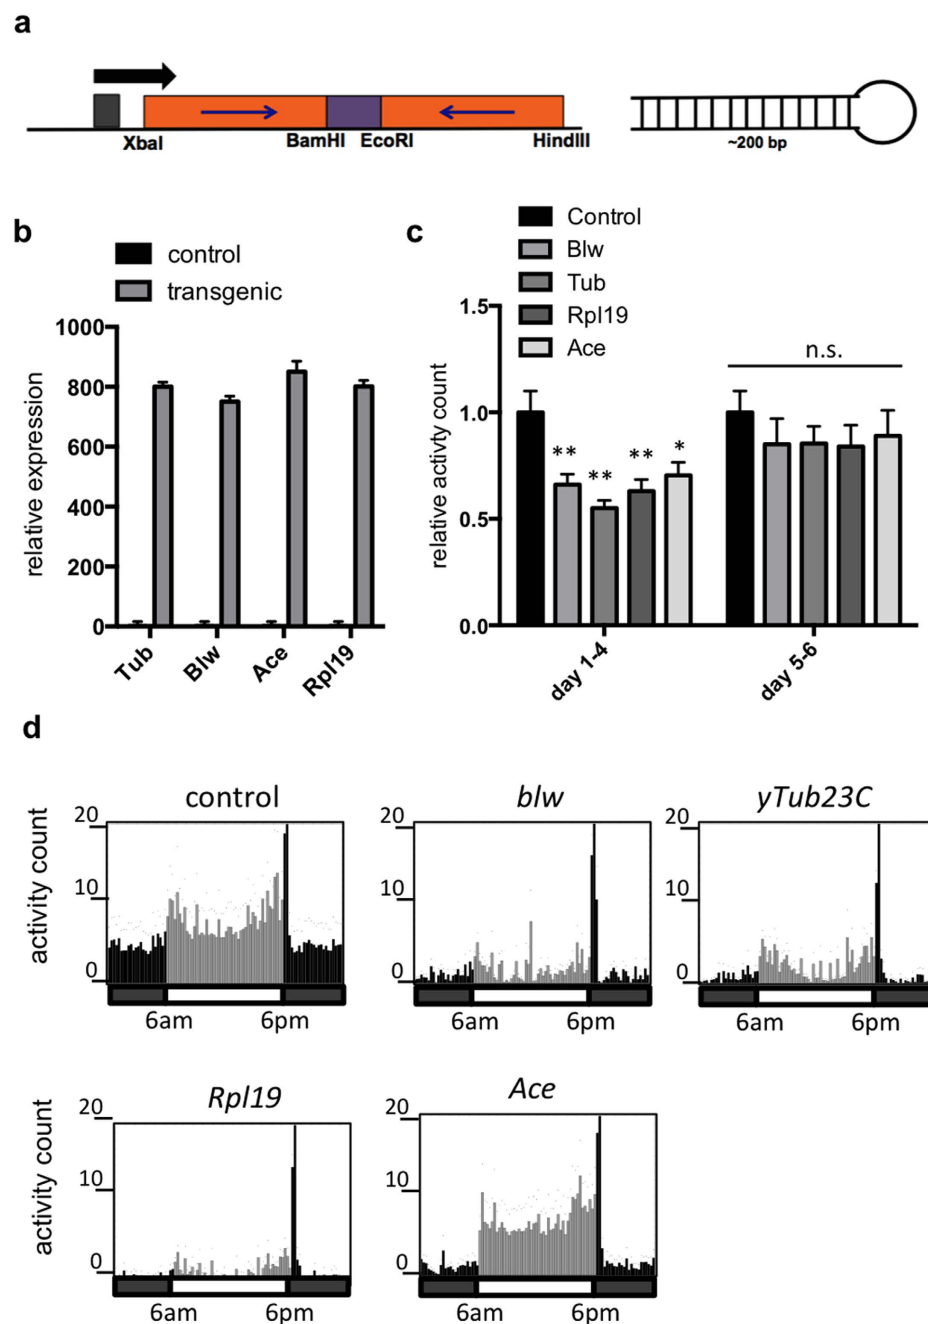 a
XbaI BamHI EcoRI HindIII
~200 bp
b
control
transgenic
relative expression
1000
800
600
400
200
0
Tub Blw Ace Rpl19
c
Control
Blw
Tub
Rpl19
Ace
relative activty count
1.5
1.0
0.5
0.0
** ** ** *
n.s.
day 1-4 day 5-6
d
control
activity count
20
10
0
6am 6pm
blw
20
10
0
6am 6pm
yTub23C
20
10
0
6am 6pm
Rpl19
activity count
20
10
0
6am 6pm
Ace
20
10
0
6am 6pm